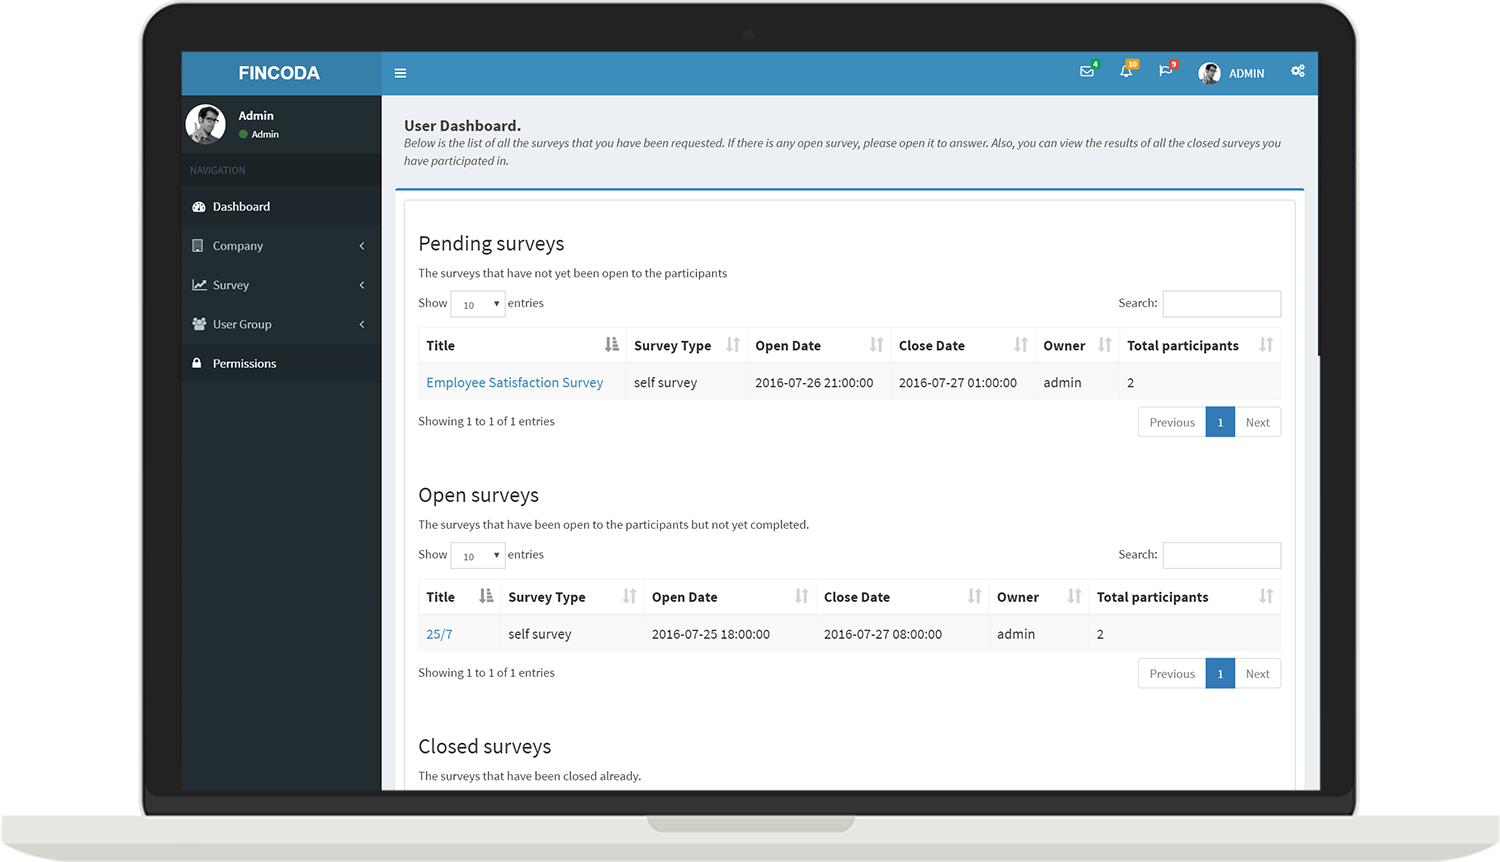 FINCODA
4
10
9
ADMIN
Admin
Admin
NAVIGATION
Dashboard
Company
Survey
User Group
Permissions
User Dashboard.
Below is the list of all the surveys that you have been requested. If there is any open survey, please open it to answer. Also, you can view the results of all the closed surveys you
have participated in.
Pending surveys
The surveys that have not yet been open to the participants
Show 10 entries Search:
Title Survey Type Open Date Close Date Owner Total participants
Employee Satisfaction Survey self survey 2016-07-26 21:00:00 2016-07-27 01:00:00 admin 2
Showing 1 to 1 of 1 entries Previous 1 Next
Open surveys
The surveys that have been open to the participants but not yet completed.
Show 10 entries Search:
Title Survey Type Open Date Close Date Owner Total participants
25/7 self survey 2016-07-25 18:00:00 2016-07-27 08:00:00 admin 2
Showing 1 to 1 of 1 entries Previous 1 Next
Closed surveys
The surveys that have been closed already.